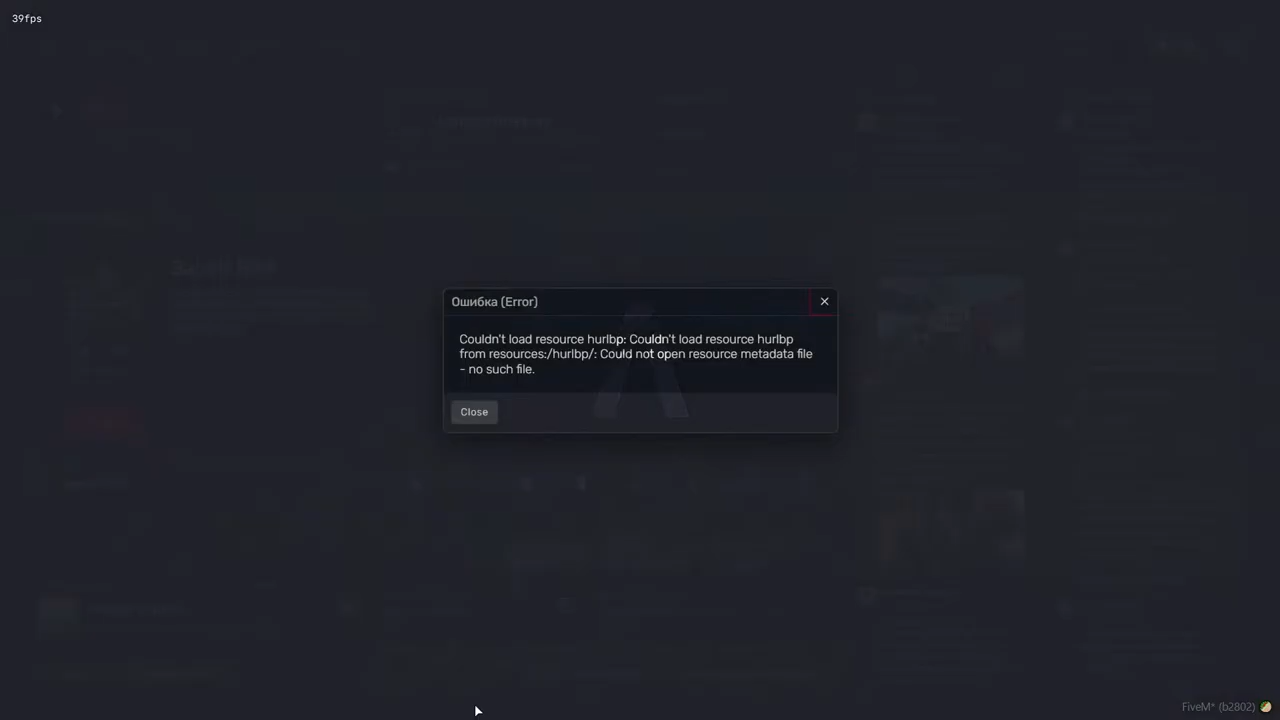 39fps
Ошибка (Error)
Couldn't load resource hurlbp: Couldn't load resource hurlbp
from resources:/hurlbp/: Could not open resource metadata file
- no such file.
Close
FiveM* (b2802)